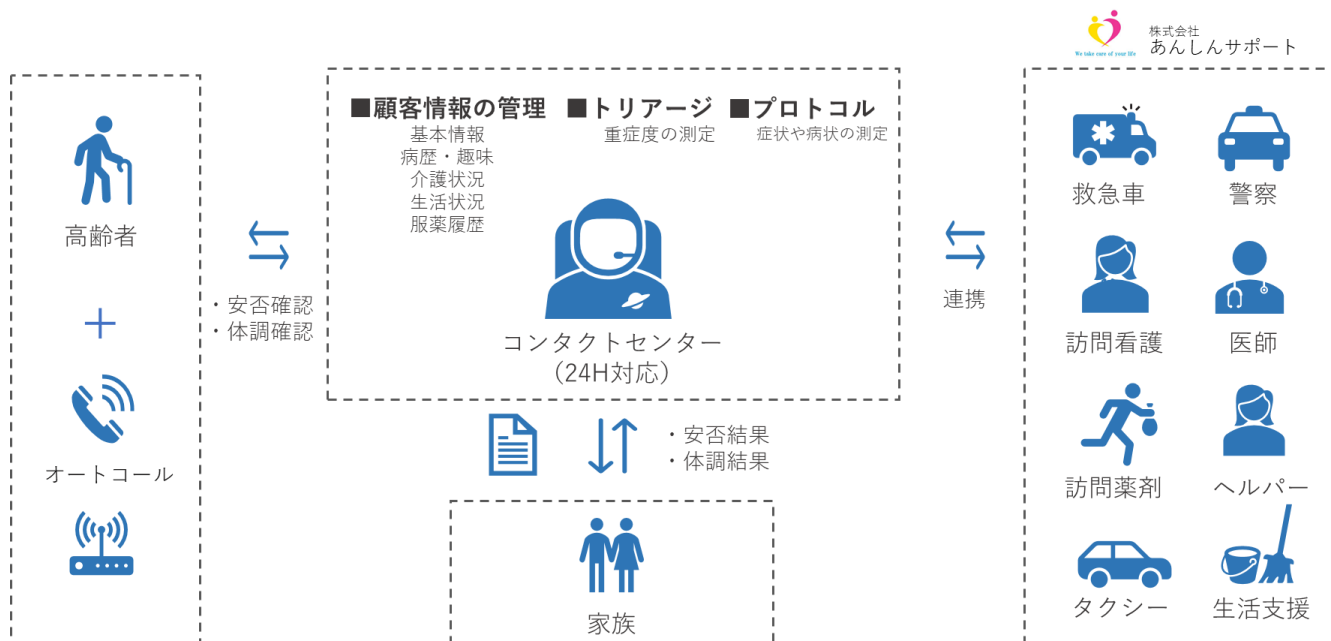 We take care of your life
株式会社
あんしんサポート
高齢者
+
オートコール
・安否確認
・体調確認
■顧客情報の管理
基本情報
病歴・趣味
介護状況
生活状況
服薬履歴
■トリアージ
重症度の測定
■プロトコル
症状や病状の測定
コンタクトセンター
（24H対応）
・安否結果
・体調結果
家族
連携
救急車
警察
訪問看護
医師
訪問薬剤
ヘルパー
タクシー
生活支援